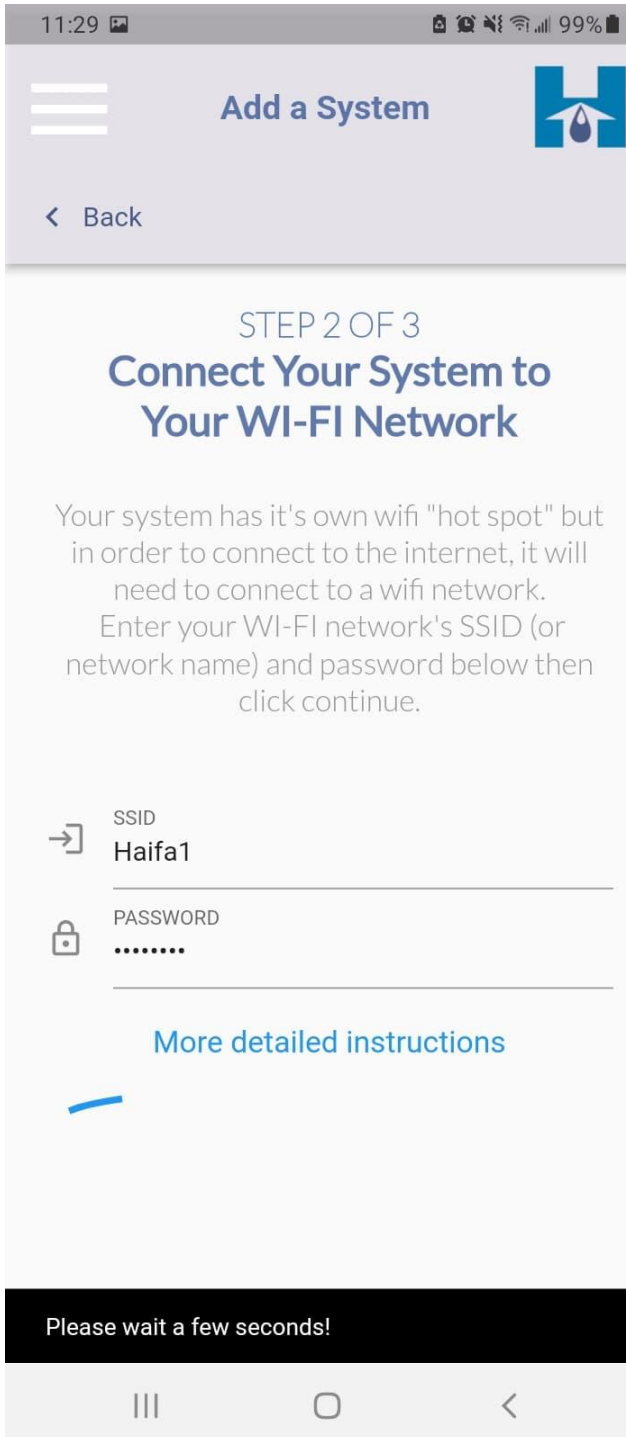 11:29 99%
Add a System
Back
STEP 2 OF 3
Connect Your System to
Your WI-FI Network
Your system has it's own wifi "hot spot" but
in order to connect to the internet, it will
need to connect to a wifi network.
Enter your WI-FI network's SSID (or
network name) and password below then
click continue.
SSID
Haifa1
PASSWORD
••••••••
More detailed instructions
Please wait a few seconds!